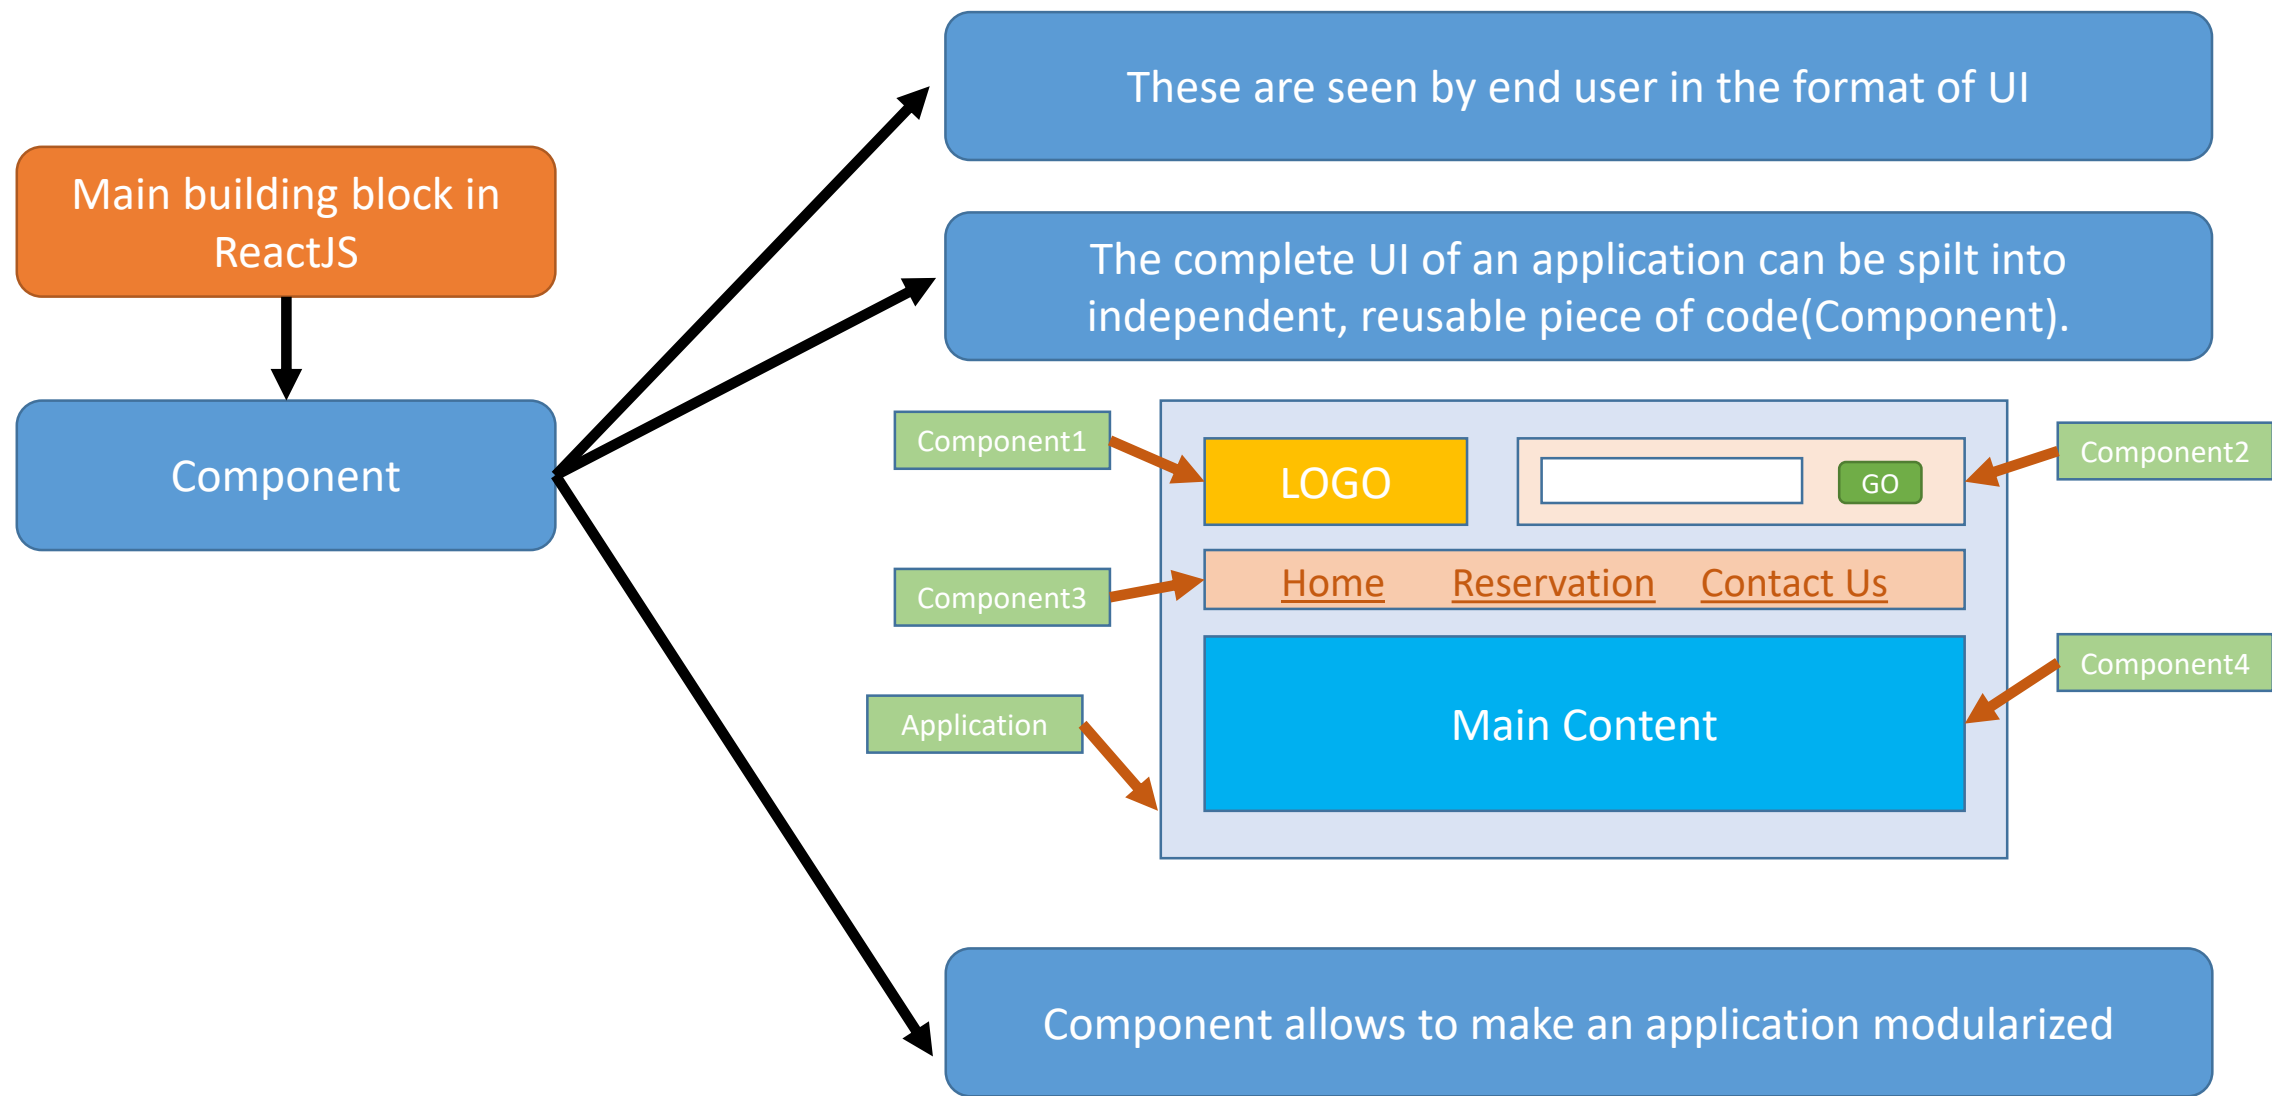 Main building block in
ReactJS
Component
These are seen by end user in the format of UI
The complete UI of an application can be spilt into
independent, reusable piece of code(Component).
Component1
LOGO
GO
Component2
Component3
Home Reservation Contact Us
Application
Main Content
Component4
Component allows to make an application modularized